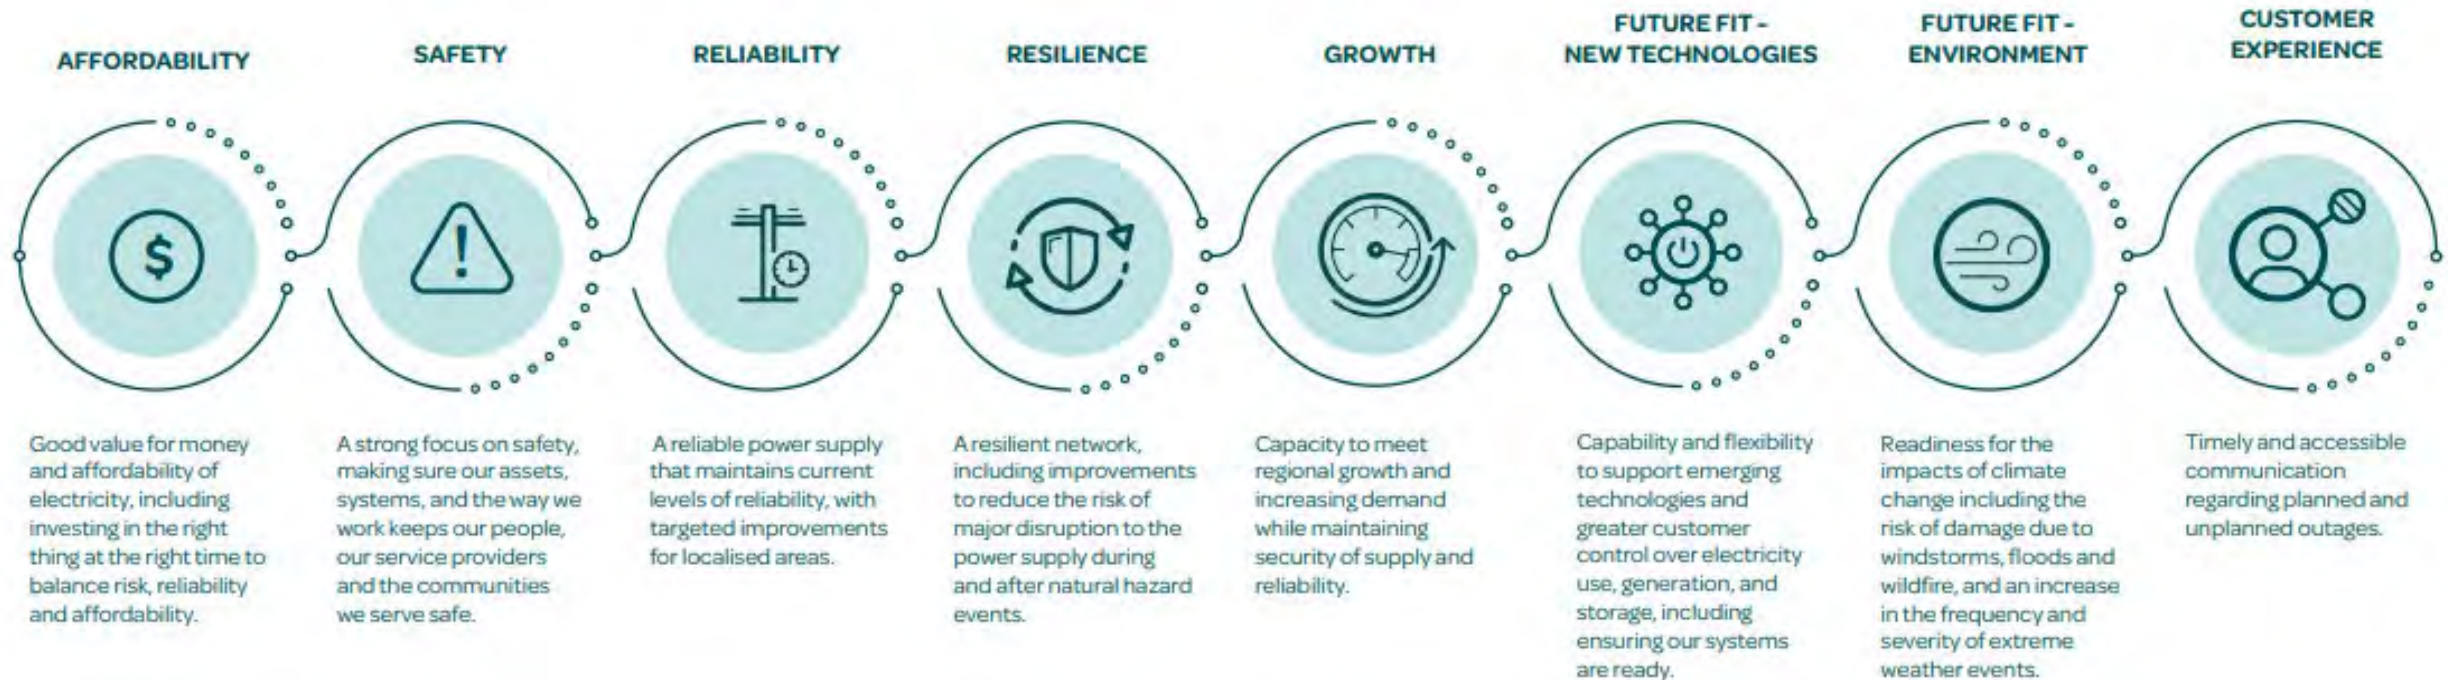 AFFORDABILITY
Good value for money
and affordability of
electricity, including
investing in the right
thing at the right time to
balance risk, reliability
and affordability.
SAFETY
A strong focus on safety,
making sure our assets,
systems, and the way we
work keeps our people,
our service providers
and the communities
we serve safe.
RELIABILITY
A reliable power supply
that maintains current
levels of reliability, with
targeted improvements
for localised areas.
RESILIENCE
A resilient network,
including improvements
to reduce the risk of
major disruption to the
power supply during
and after natural hazard
events.
GROWTH
Capacity to meet
regional growth and
increasing demand
while maintaining
security of supply and
reliability.
FUTURE FIT -
NEW TECHNOLOGIES
Capability and flexibility
to support emerging
technologies and
greater customer
control over electricity
use, generation, and
storage, including
ensuring our systems
are ready.
FUTURE FIT -
ENVIRONMENT
Readiness for the
impacts of climate
change including the
risk of damage due to
windstorms, floods and
wildfire, and an increase
in the frequency and
severity of extreme
weather events.
CUSTOMER
EXPERIENCE
Timely and accessible
communication
regarding planned and
unplanned outages.